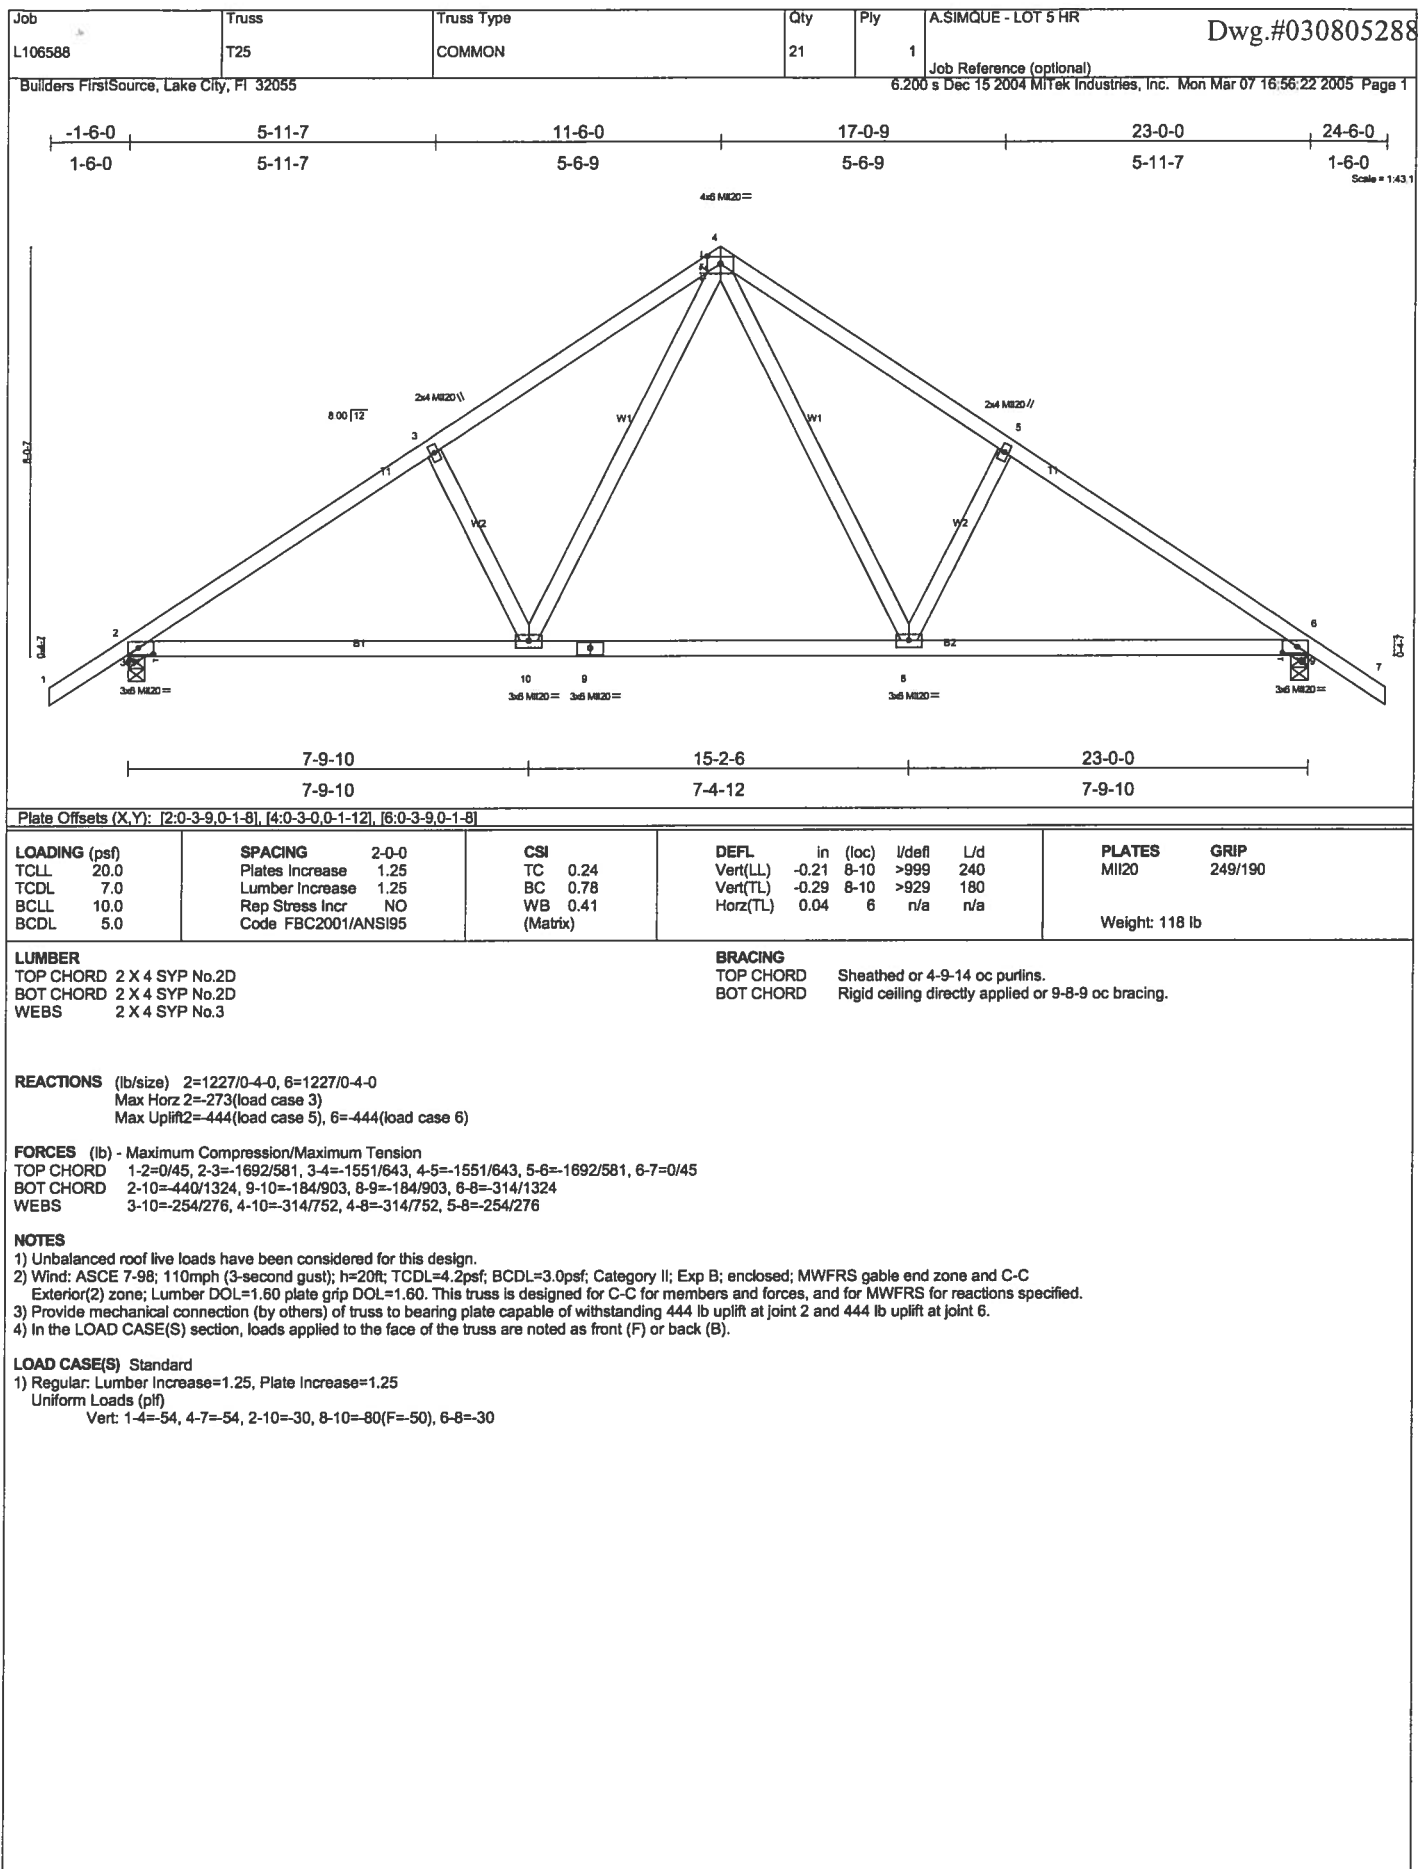 Job Truss Truss Type Qty Ply A.SIMQUE - LOT 5 HR Dwg.#030805288
L106588 T25 COMMON 21 1
Job Reference (optional)
Builders FirstSource, Lake City, Fl 32055 6.200 s Dec 15 2004 MiTek Industries, Inc. Mon Mar 07 16:56:22 2005 Page 1
-1-6-0 5-11-7 11-6-0 17-0-9 23-0-0 24-6-0
1-6-0 5-11-7 5-6-9 5-6-9 5-11-7 1-6-0
Scale = 1:43.1
4x6 MII20 =
4
2x4 MII20 \\ 2x4 MII20 //
8.00 12
W1 W1
3 5
8-0-7
T1 T1
W2 W2
2 6
0-4-7 B1 B2 0-4-7
1 7
10 9 8
3x6 MII20 = 3x6 MII20 = 3x6 MII20 = 3x6 MII20 = 3x6 MII20 =
7-9-10 15-2-6 23-0-0
7-9-10 7-4-12 7-9-10
Plate Offsets (X,Y): [2:0-3-9,0-1-8], [4:0-3-0,0-1-12], [6:0-3-9,0-1-8]
LOADING (psf) SPACING 2-0-0 CSI DEFL in (loc) l/defl L/d PLATES GRIP
TCLL 20.0 Plates Increase 1.25 TC 0.24 Vert(LL) -0.21 8-10 >999 240 MII20 249/190
TCDL 7.0 Lumber Increase 1.25 BC 0.78 Vert(TL) -0.29 8-10 >929 180
BCLL 10.0 Rep Stress Incr NO WB 0.41 Horz(TL) 0.04 6 n/a n/a
BCDL 5.0 Code FBC2001/ANSI95 (Matrix) Weight: 118 lb
LUMBER BRACING
TOP CHORD 2 X 4 SYP No.2D TOP CHORD Sheathed or 4-9-14 oc purlins.
BOT CHORD 2 X 4 SYP No.2D BOT CHORD Rigid ceiling directly applied or 9-8-9 oc bracing.
WEBS 2 X 4 SYP No.3
REACTIONS (lb/size) 2=1227/0-4-0, 6=1227/0-4-0
Max Horz 2=-273(load case 3)
Max Uplift2=-444(load case 5), 6=-444(load case 6)
FORCES (lb) - Maximum Compression/Maximum Tension
TOP CHORD 1-2=0/45, 2-3=-1692/581, 3-4=-1551/643, 4-5=-1551/643, 5-6=-1692/581, 6-7=0/45
BOT CHORD 2-10=-440/1324, 9-10=-184/903, 8-9=-184/903, 6-8=-314/1324
WEBS 3-10=-254/276, 4-10=-314/752, 4-8=-314/752, 5-8=-254/276
NOTES
1) Unbalanced roof live loads have been considered for this design.
2) Wind: ASCE 7-98; 110mph (3-second gust); h=20ft; TCDL=4.2psf; BCDL=3.0psf; Category II; Exp B; enclosed; MWFRS gable end zone and C-C
Exterior(2) zone; Lumber DOL=1.60 plate grip DOL=1.60. This truss is designed for C-C for members and forces, and for MWFRS for reactions specified.
3) Provide mechanical connection (by others) of truss to bearing plate capable of withstanding 444 lb uplift at joint 2 and 444 lb uplift at joint 6.
4) In the LOAD CASE(S) section, loads applied to the face of the truss are noted as front (F) or back (B).
LOAD CASE(S) Standard
1) Regular: Lumber Increase=1.25, Plate Increase=1.25
Uniform Loads (plf)
Vert: 1-4=-54, 4-7=-54, 2-10=-30, 8-10=-80(F=-50), 6-8=-30